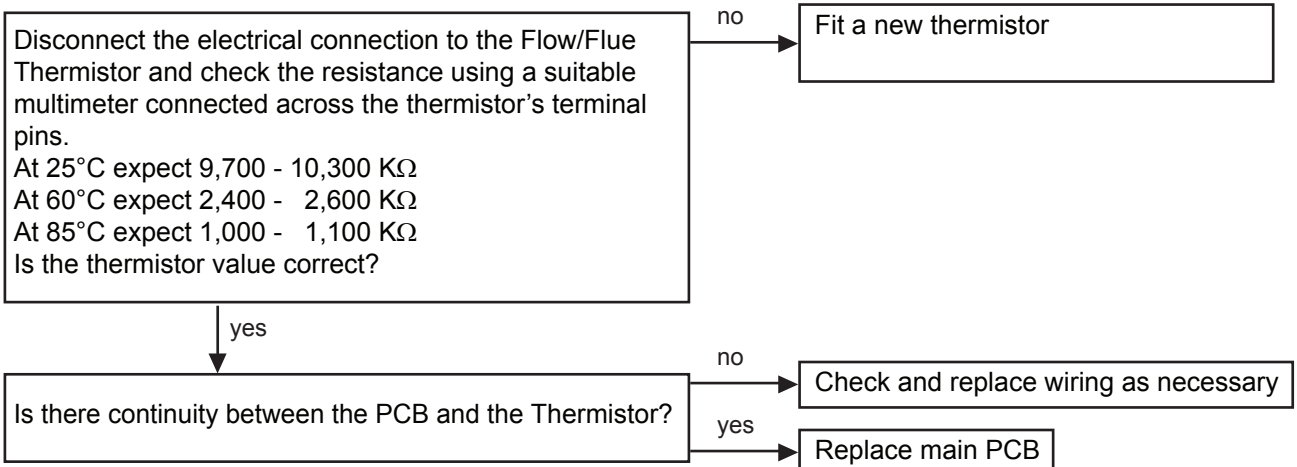 Disconnect the electrical connection to the Flow/Flue
Thermistor and check the resistance using a suitable
multimeter connected across the thermistor’s terminal
pins.
At 25°C expect 9,700 - 10,300 KΩ
At 60°C expect 2,400 - 2,600 KΩ
At 85°C expect 1,000 - 1,100 KΩ
Is the thermistor value correct?
no
Fit a new thermistor
yes
Is there continuity between the PCB and the Thermistor?
no
Check and replace wiring as necessary
yes
Replace main PCB